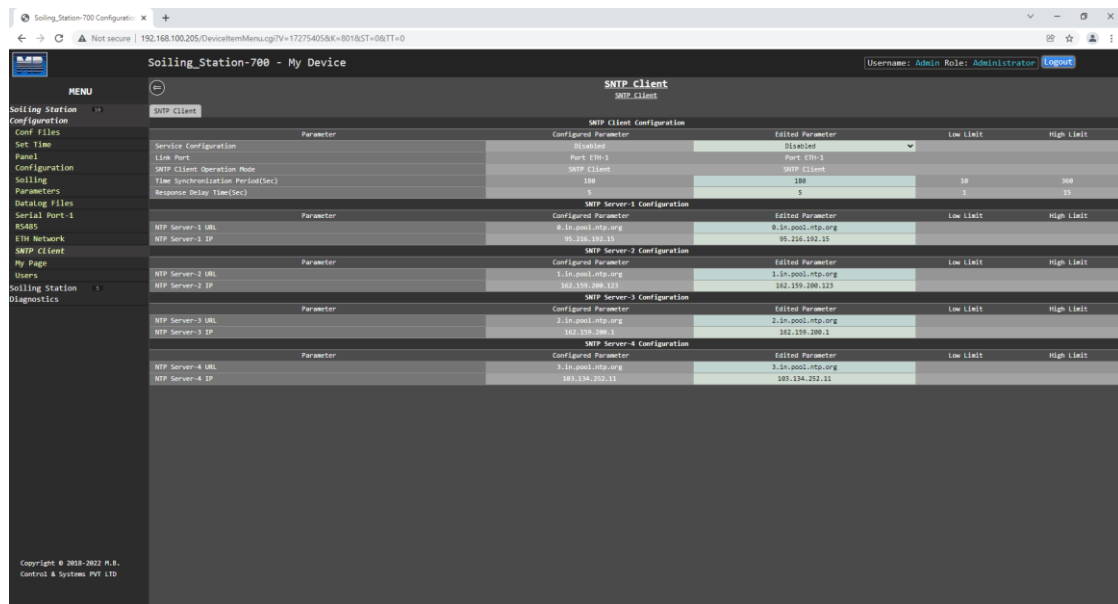 Soiling_Station-700 Configuration
Not secure | 192.168.100.205/DeviceItemMenu.cgi?V=17275405&K=801&ST=0&TT=0
MB
Soiling_Station-700 - My Device
Username: Admin Role: Administrator Logout
MENU
SNTP Client
SNTP Client
Soiling Station
Configuration
Conf Files
Set Time
Panel
Configuration
Soiling
Parameters
DataLog Files
Serial Port-1
RS485
ETH Network
SNTP Client
My Page
Users
Soiling Station
Diagnostics
SNTP Client
SNTP Client Configuration
Parameter Configured Parameter Edited Parameter Low Limit High Limit
Service Configuration Disabled Disabled
Link Port Port ETH-1 Port ETH-1
SNTP Client Operation Mode SNTP Client SNTP Client
Time Synchronization Period(Sec) 180 180 10 360
Response Delay Time(Sec) 5 5 1 15
SNTP Server-1 Configuration
Parameter Configured Parameter Edited Parameter Low Limit High Limit
NTP Server-1 URL 0.in.pool.ntp.org 0.in.pool.ntp.org
NTP Server-1 IP 95.216.192.15 95.216.192.15
SNTP Server-2 Configuration
Parameter Configured Parameter Edited Parameter Low Limit High Limit
NTP Server-2 URL 1.in.pool.ntp.org 1.in.pool.ntp.org
NTP Server-2 IP 162.159.200.123 162.159.200.123
SNTP Server-3 Configuration
Parameter Configured Parameter Edited Parameter Low Limit High Limit
NTP Server-3 URL 2.in.pool.ntp.org 2.in.pool.ntp.org
NTP Server-3 IP 162.159.200.1 162.159.200.1
SNTP Server-4 Configuration
Parameter Configured Parameter Edited Parameter Low Limit High Limit
NTP Server-4 URL 3.in.pool.ntp.org 3.in.pool.ntp.org
NTP Server-4 IP 103.134.252.11 103.134.252.11
Copyright © 2018-2022 M.B.
Control & Systems PVT LTD